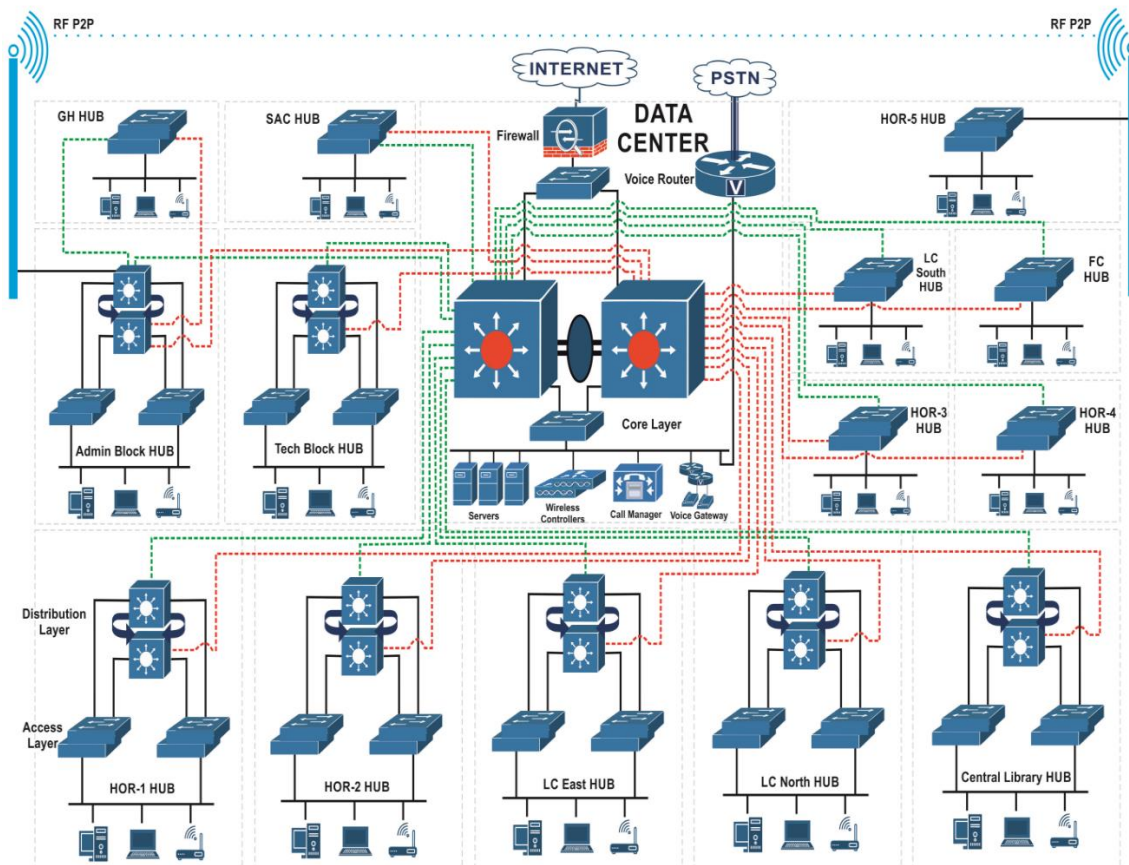 RF P2P
RF P2P
INTERNET
PSTN
GH HUB
SAC HUB
Firewall
DATA
CENTER
HOR-5 HUB
Voice Router
V
LC
South
HUB
FC
HUB
Core Layer
HOR-3
HUB
HOR-4
HUB
Admin Block HUB
Tech Block HUB
Servers
Wireless
Controllers
Call Manager
Voice Gateway
Distribution
Layer
Access
Layer
HOR-1 HUB
HOR-2 HUB
LC East HUB
LC North HUB
Central Library HUB